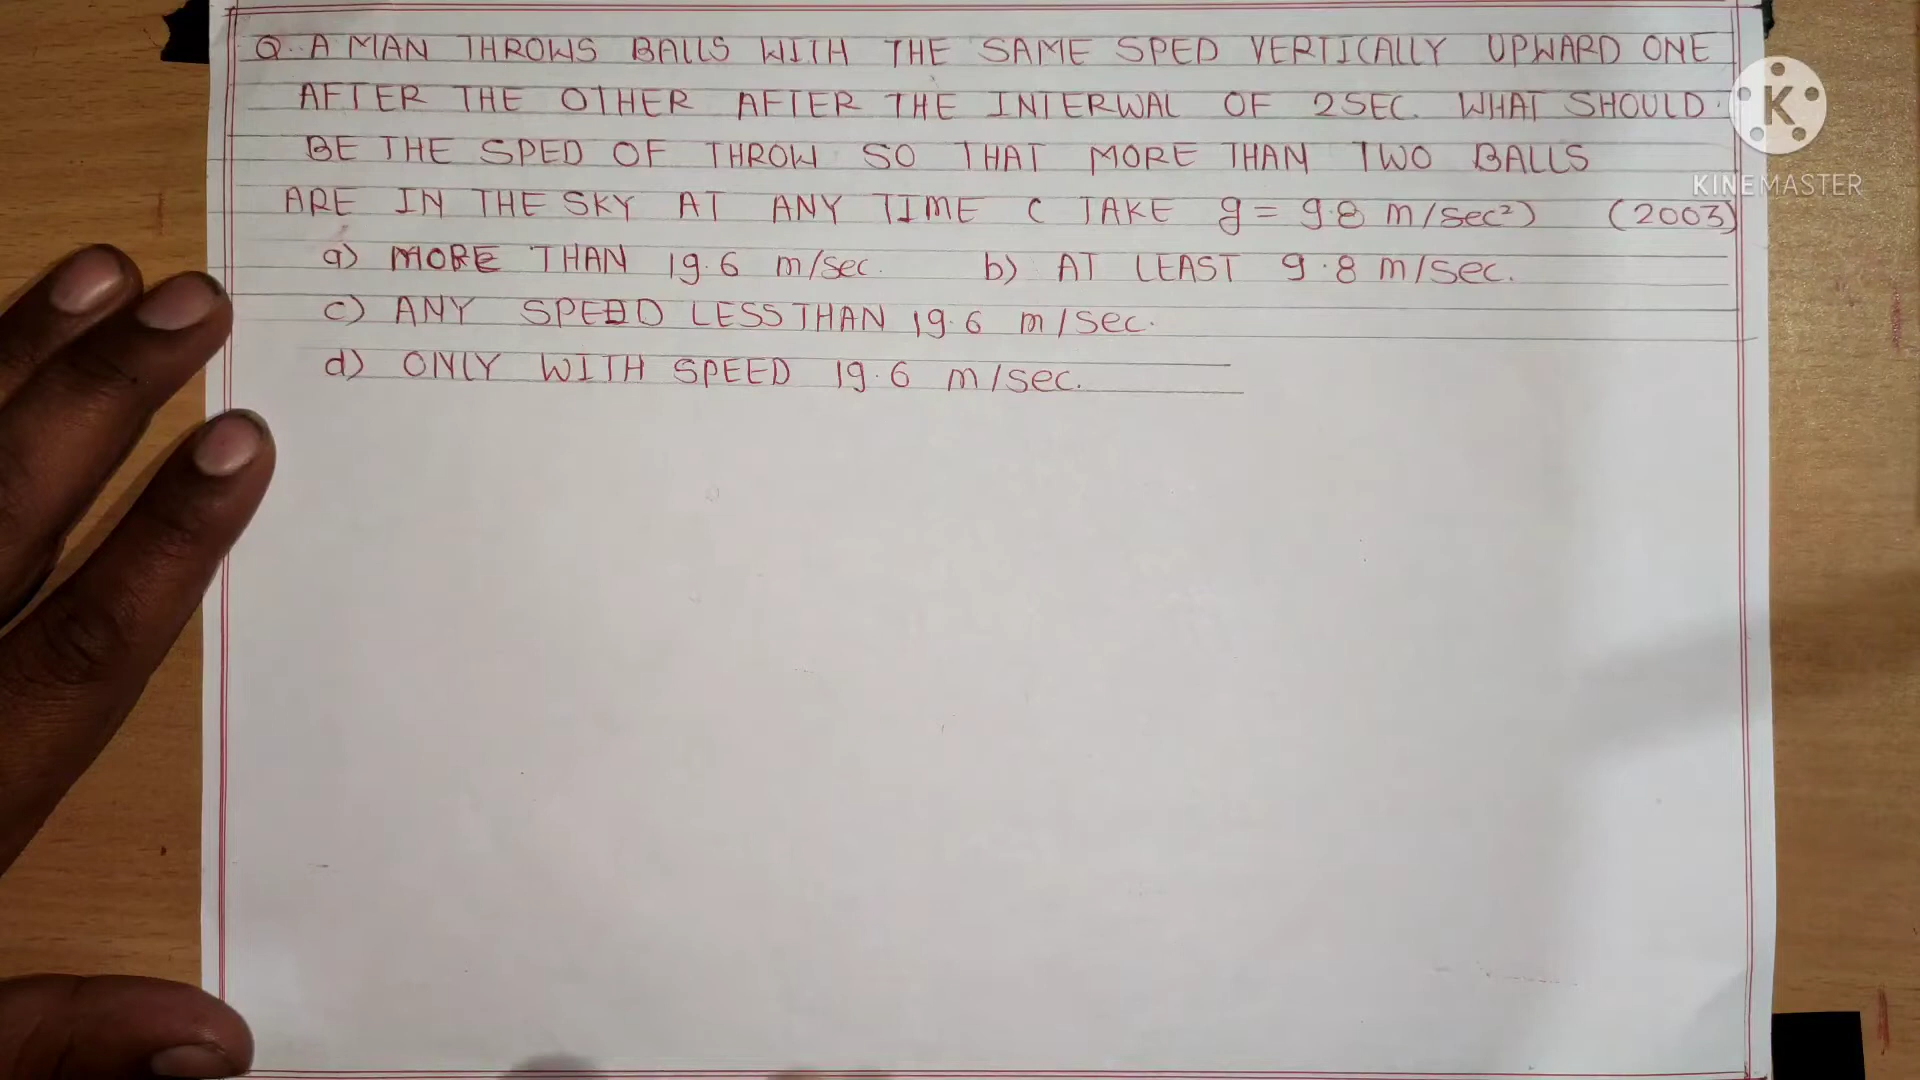 Q. A MAN THROWS BALLS WITH THE SAME SPED VERTICALLY UPWARD ONE
AFTER THE OTHER AFTER THE INTERWAL OF 2SEC. WHAT SHOULD
BE THE SPED OF THROW SO THAT MORE THAN TWO BALLS
ARE IN THE SKY AT ANY TIME ( TAKE g = 9.8 m/sec²) (2003)
a) MORE THAN 19.6 m/sec. b) AT LEAST 9.8 m/sec.
c) ANY SPEED LESS THAN 19.6 m/sec.
d) ONLY WITH SPEED 19.6 m/sec.
K
KINEMASTER